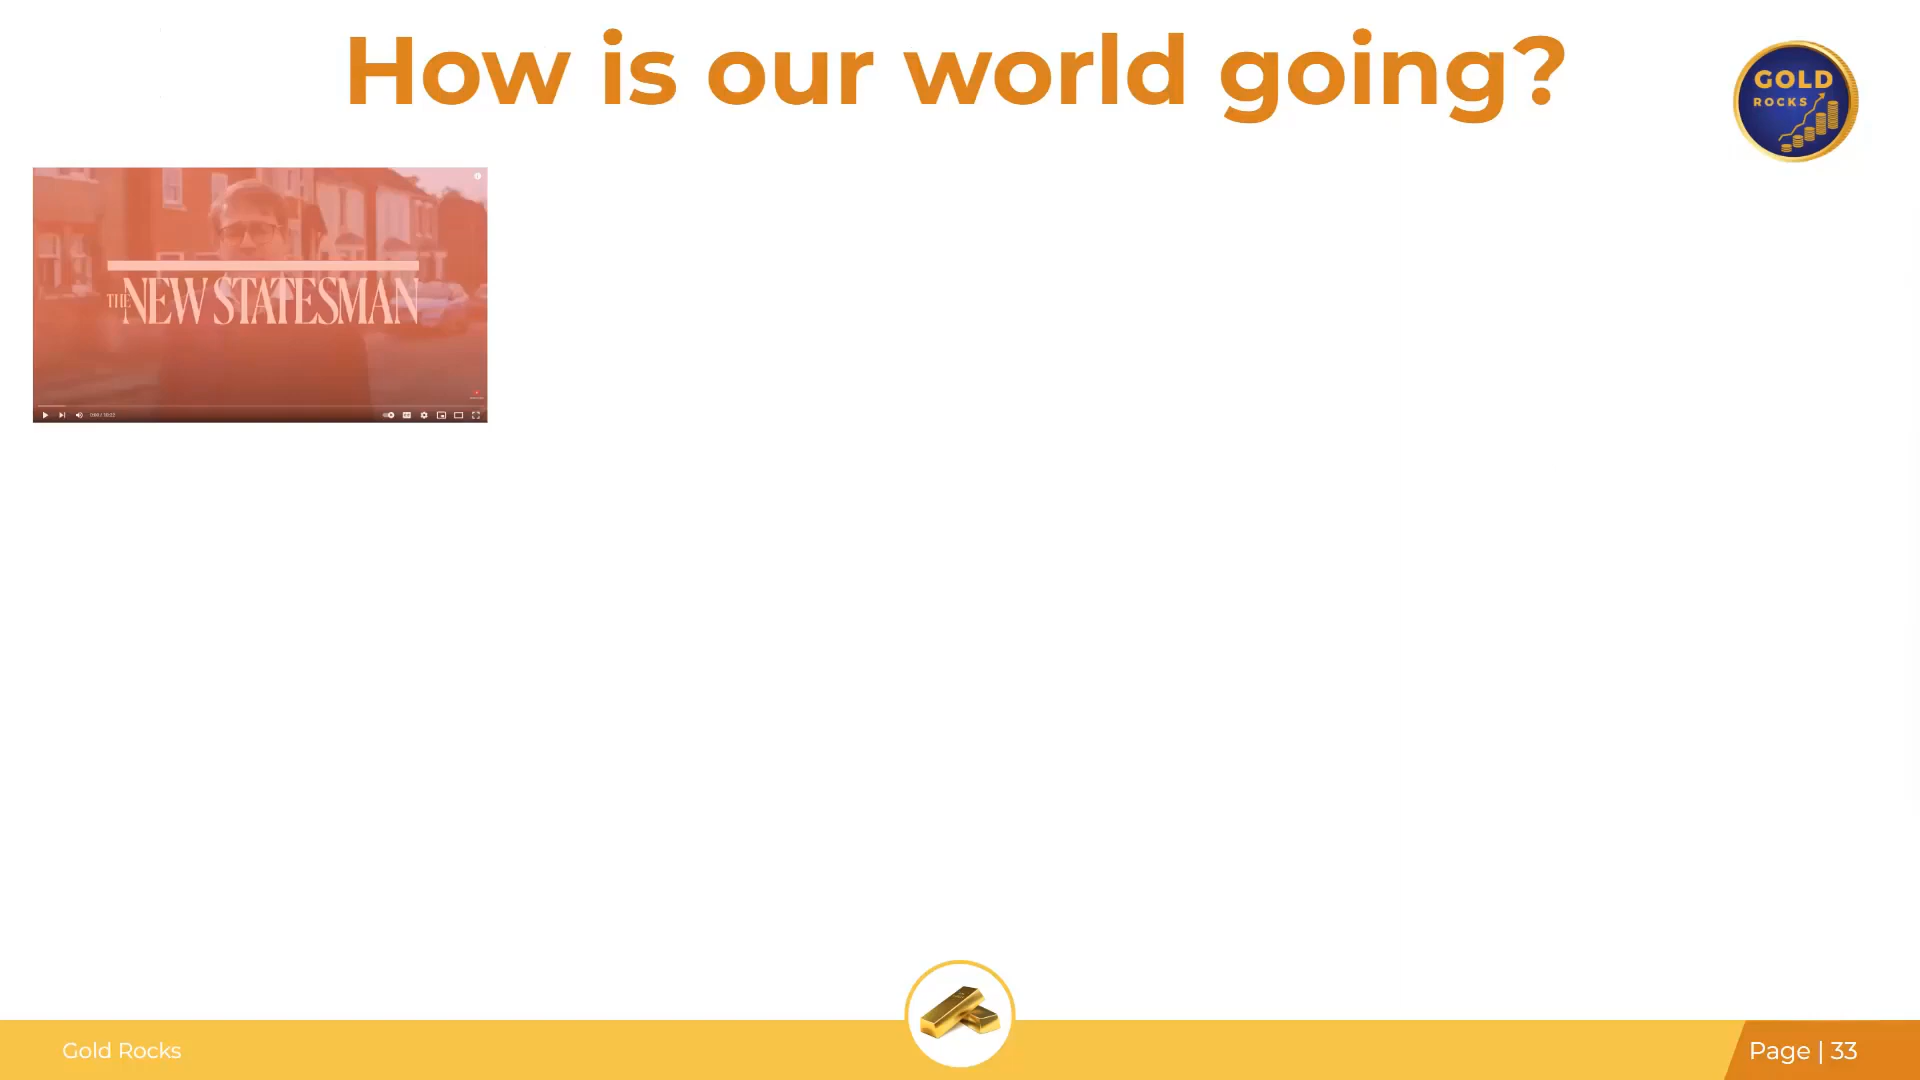 How is our world going?
GOLD
ROCKS
THE NEW STATESMAN
Gold Rocks
Page | 33